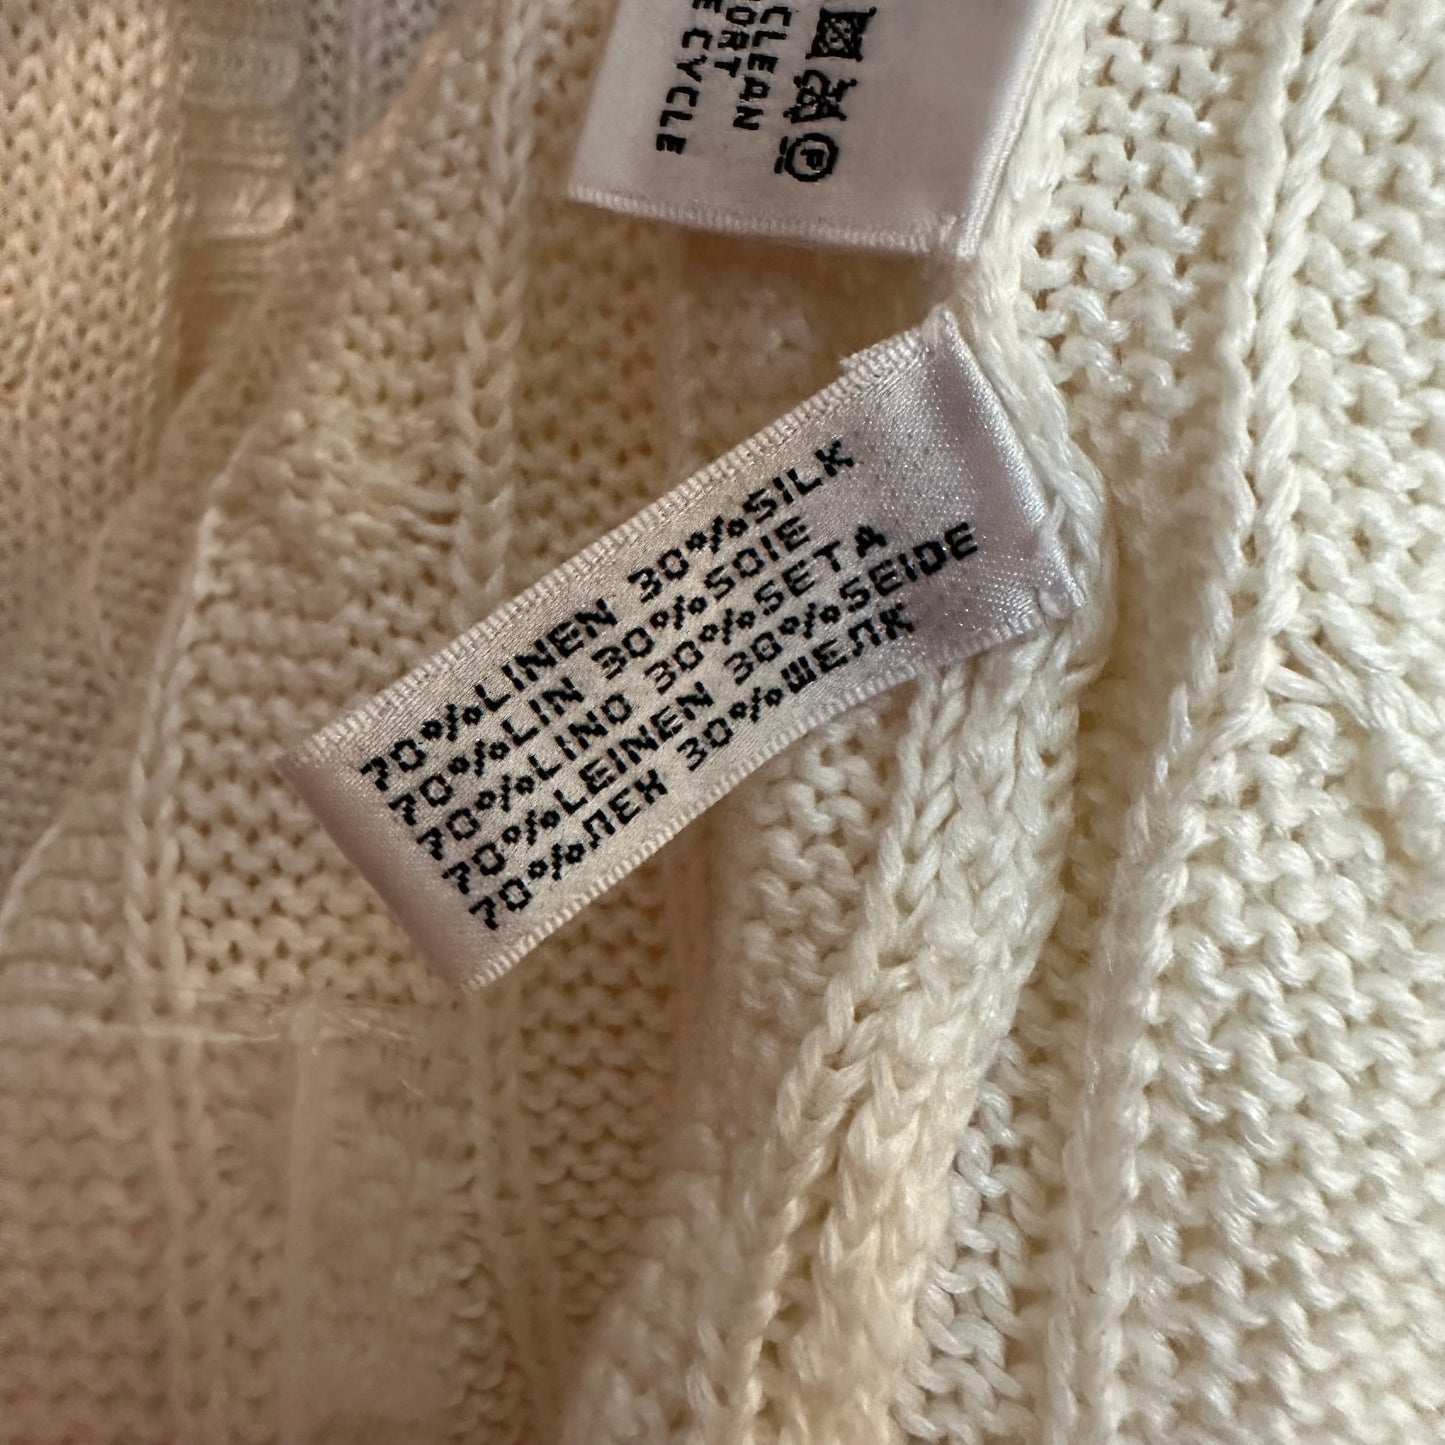 CLEAN
ORT
E CYCLE
P
70%LINEN 30%SILK
70%LIN 30%SOIE
70%LINO 30%SETA
70%LEINEN 30%SEIDE
70%ЛЕН 30%ШЕЛК